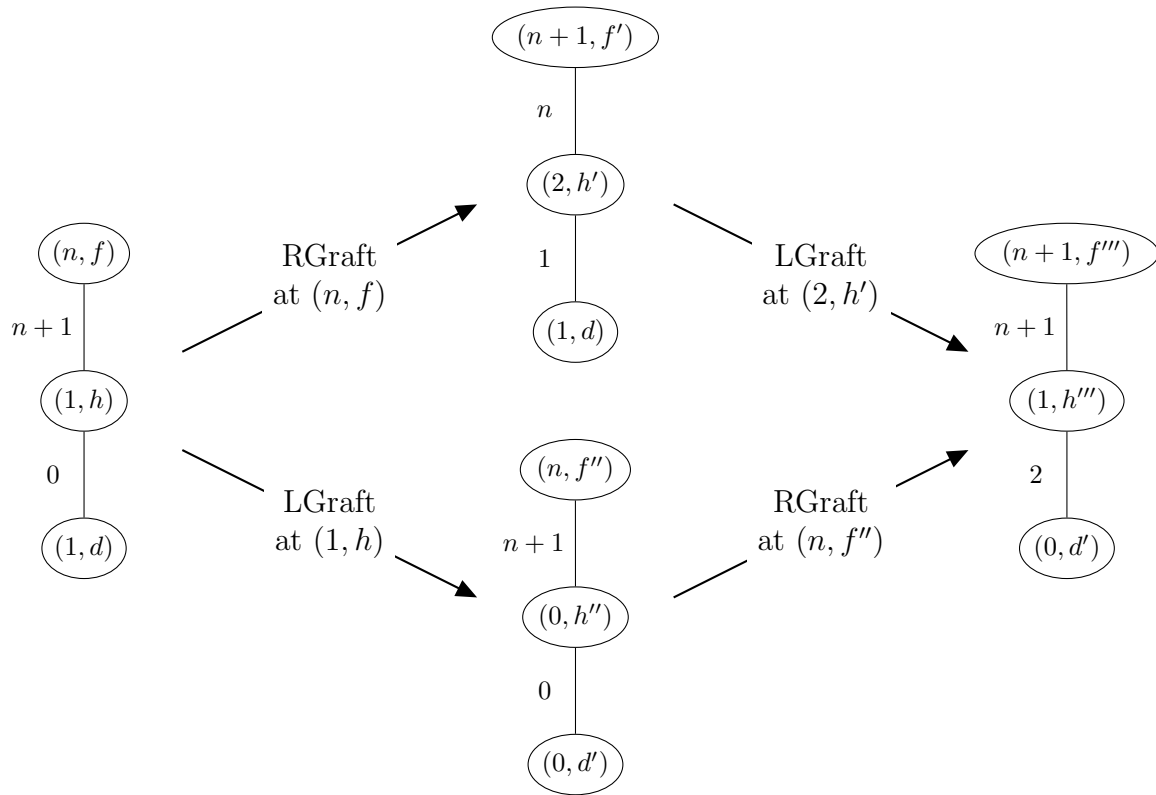 (n, f)
n + 1
(1, h)
0
(1, d)
RGraft
at (n, f)
LGraft
at (1, h)
(n + 1, f′)
n
(2, h′)
1
(1, d)
(n, f′′)
n + 1
(0, h′′)
0
(0, d′)
LGraft
at (2, h′)
RGraft
at (n, f′′)
(n + 1, f′′′)
n + 1
(1, h′′′)
2
(0, d′)